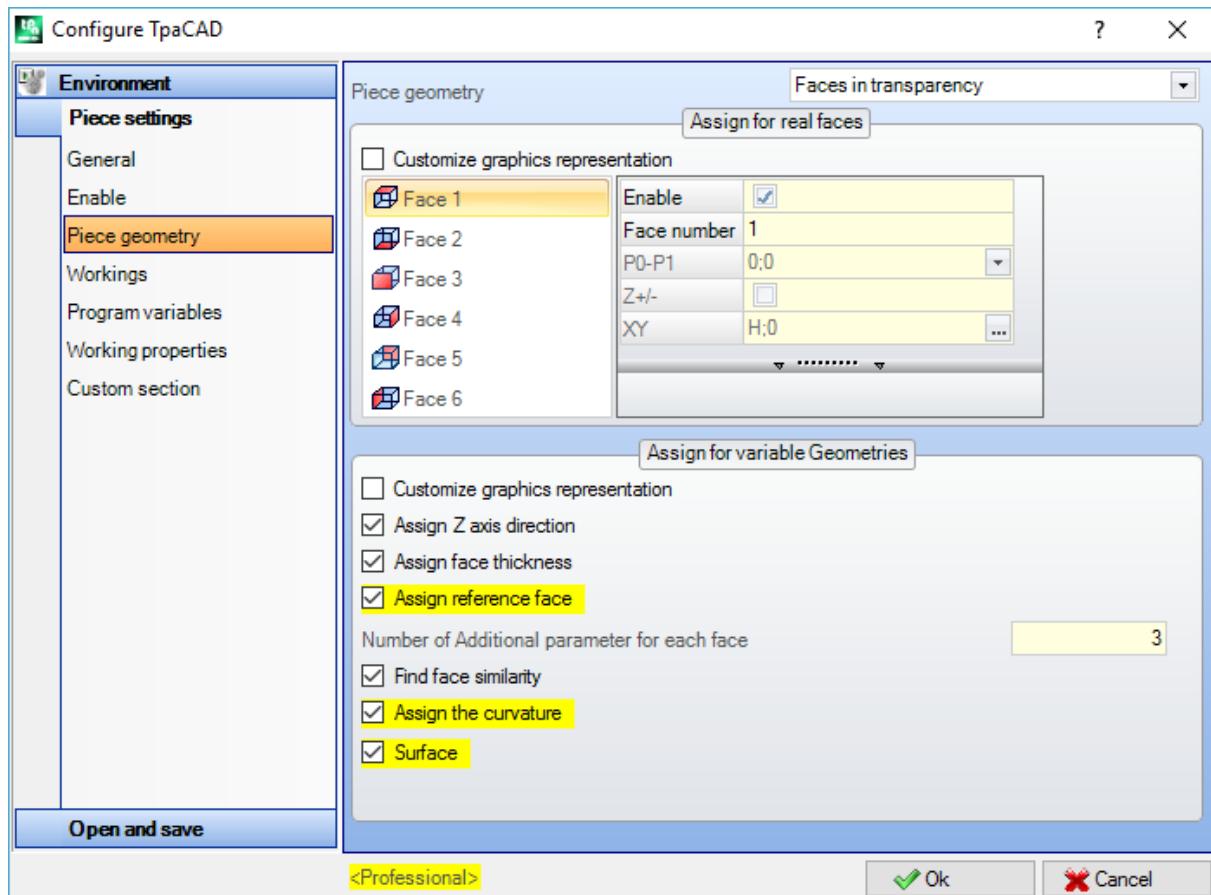 Configure TpaCAD
?
Environment
Piece settings
General
Enable
Piece geometry
Workings
Program variables
Working properties
Custom section
Open and save
Piece geometry
Faces in transparency
Assign for real faces
Customize graphics representation
Face 1
Face 2
Face 3
Face 4
Face 5
Face 6
Enable
Face number 1
P0-P1 0;0
Z+/-
XY H;0 ...
Assign for variable Geometries
Customize graphics representation
Assign Z axis direction
Assign face thickness
Assign reference face
Number of Additional parameter for each face 3
Find face similarity
Assign the curvature
Surface
<Professional>
Ok
Cancel